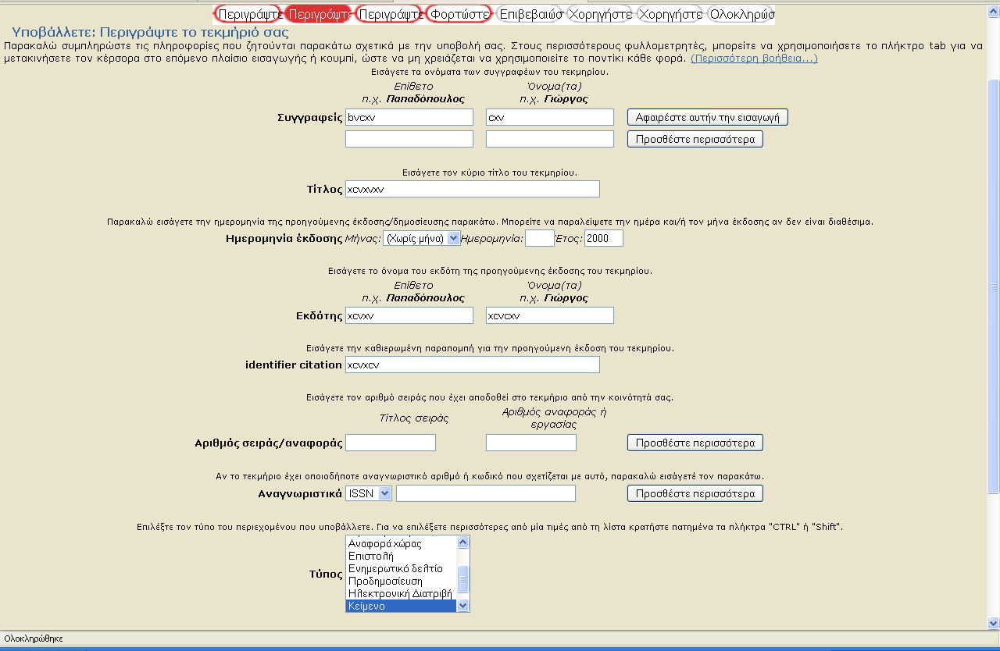 Περιγράψτε Περιγράψτε Περιγράψτε Φορτώστε Επιβεβαιώσ Χορηγήστε Χορηγήστε Ολοκληρώσ
Υποβάλλετε: Περιγράψτε το τεκμήριό σας
Παρακαλώ συμπληρώστε τις πληροφορίες που ζητούνται παρακάτω σχετικά με την υποβολή σας. Στους περισσότερους φυλλομετρητές, μπορείτε να χρησιμοποιήσετε το πλήκτρο tab για να
μετακινήσετε τον κέρσορα στο επόμενο πλαίσιο εισαγωγής ή κουμπί, ώστε να μη χρειάζεται να χρησιμοποιείτε το ποντίκι κάθε φορά. (Περισσότερη βοήθεια...)
Εισάγετε τα ονόματα των συγγραφέων του τεκμηρίου.
Επίθετο Όνομα(τα)
π.χ. Παπαδόπουλος π.χ. Γιώργος
Συγγραφείς bvcxv cxv Αφαιρέστε αυτήν την εισαγωγή
Προσθέστε περισσότερα
Εισάγετε τον κύριο τίτλο του τεκμηρίου.
Τίτλος xcvxvxv
Παρακαλώ εισάγετε την ημερομηνία της προηγούμενης έκδοσης/δημοσίευσης παρακάτω. Μπορείτε να παραλείψετε την ημέρα και/ή τον μήνα έκδοσης αν δεν είναι διαθέσιμα.
Ημερομηνία έκδοσης Μήνας: (Χωρίς μήνα) Ημερομηνία: Έτος: 2000
Εισάγετε το όνομα του εκδότη της προηγούμενης έκδοσης του τεκμηρίου.
Επίθετο Όνομα(τα)
π.χ. Παπαδόπουλος π.χ. Γιώργος
Εκδότης xcvxv xcvcxv
Εισάγετε την καθιερωμένη παραπομπή για την προηγούμενη έκδοση του τεκμηρίου.
identifier citation xcvxcv
Εισάγετε τον αριθμό σειράς που έχει αποδοθεί στο τεκμήριο από την κοινότητά σας.
Τίτλος σειράς Αριθμός αναφοράς ή
εργασίας
Αριθμός σειράς/αναφοράς Προσθέστε περισσότερα
Αν το τεκμήριο έχει οποιοδήποτε αναγνωριστικό αριθμό ή κωδικό που σχετίζεται με αυτό, παρακαλώ εισάγετέ τον παρακάτω.
Αναγνωριστικά ISSN Προσθέστε περισσότερα
Επιλέξτε τον τύπο του περιεχομένου που υποβάλλετε. Για να επιλέξετε περισσότερες από μία τιμές από τη λίστα κρατήστε πατημένα τα πλήκτρα "CTRL" ή "Shift".
Αναφορά χώρας
Επιστολή
Ενημερωτικό δελτίο
Τύπος
Προδημοσίευση
Ηλεκτρονική Διατριβή
Κείμενο
Ολοκληρώθηκε